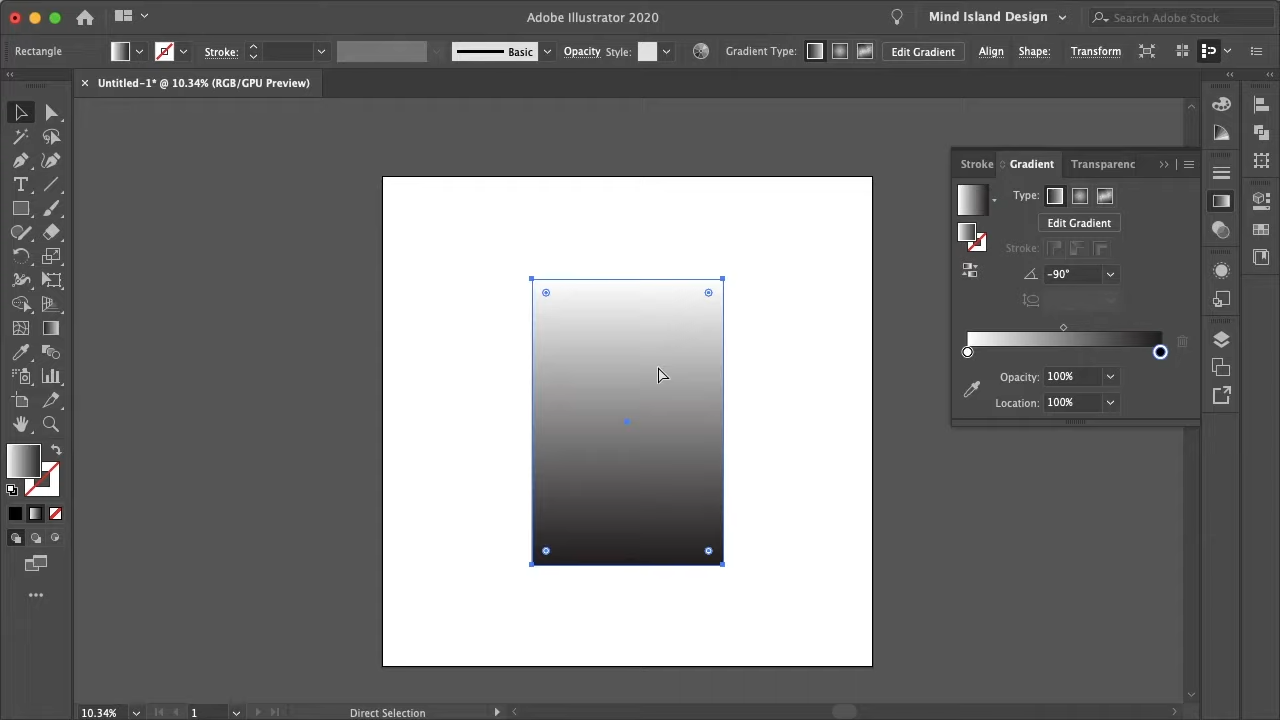 Adobe Illustrator 2020
Mind Island Design
Search Adobe Stock
Rectangle
Stroke:
Basic
Opacity
Style:
Gradient Type:
Edit Gradient
Align
Shape:
Transform
Untitled-1* @ 10.34% (RGB/GPU Preview)
Stroke
Gradient
Transparenc
Type:
Edit Gradient
Stroke:
-90°
Opacity:
100%
Location:
100%
10.34%
1
Direct Selection